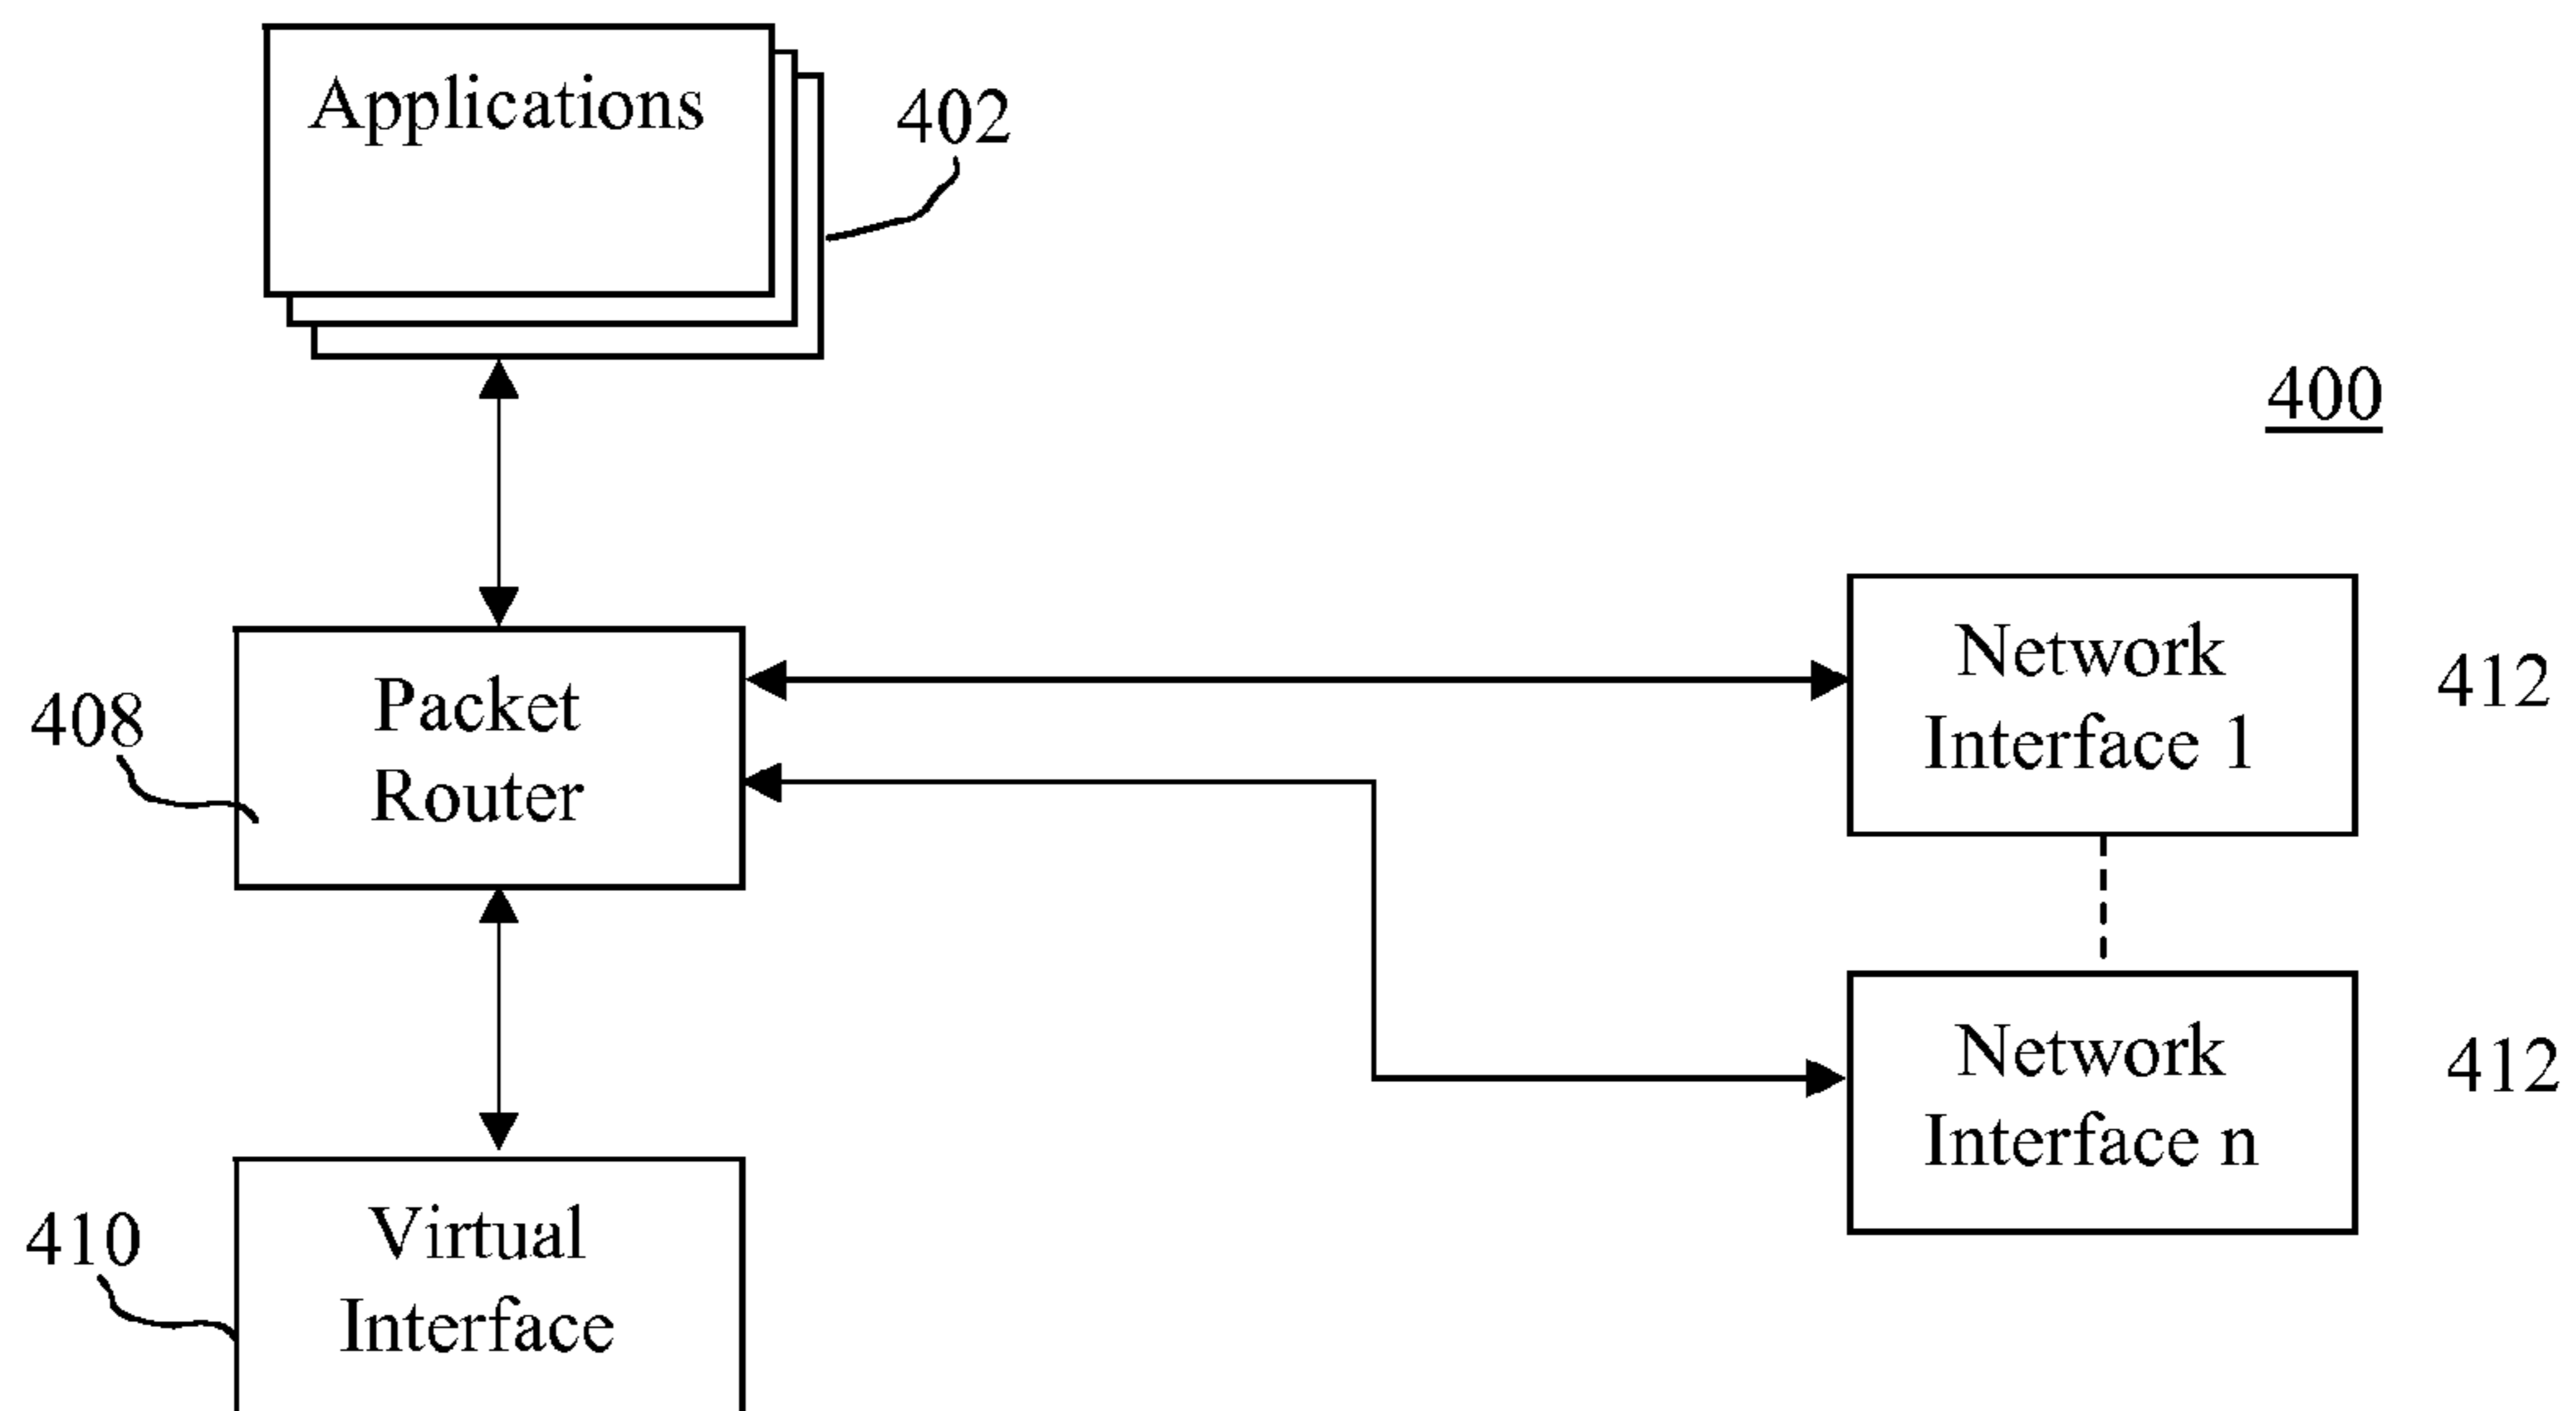 Applications
402
400
Packet
Router
408
Network
Interface 1
412
Network
Interface n
412
Virtual
Interface
410